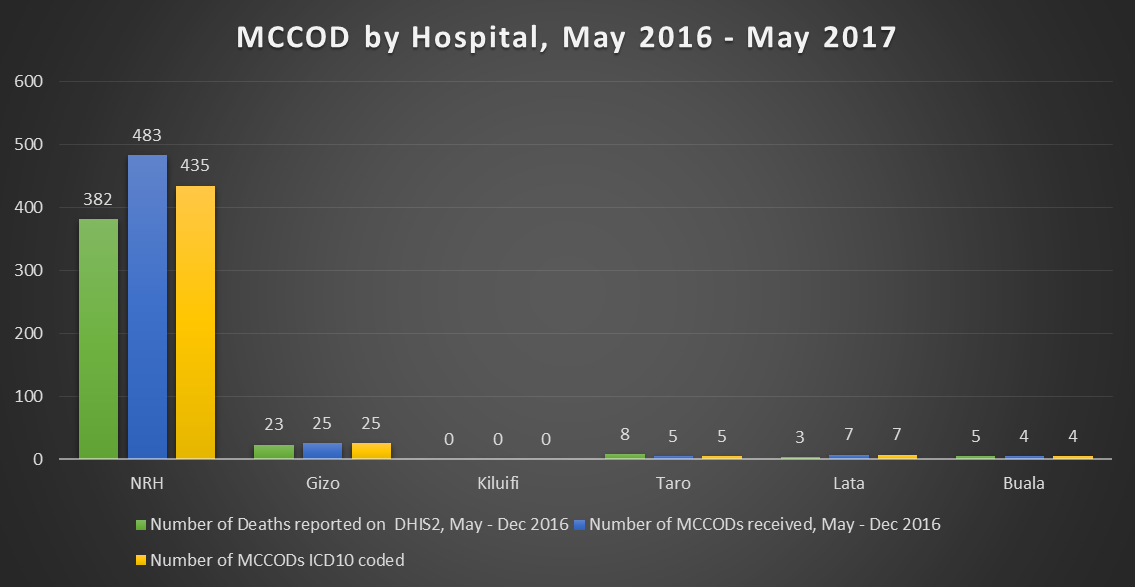 MCCOD by Hospital, May 2016 - May 2017
600
500
400
300
200
100
0
382
483
435
23
25
25
0
0
0
8
5
5
3
7
7
5
4
4
NRH
Gizo
Kiluifi
Taro
Lata
Buala
Number of Deaths reported on DHIS2, May - Dec 2016
Number of MCCODs received, May - Dec 2016
Number of MCCODs ICD10 coded